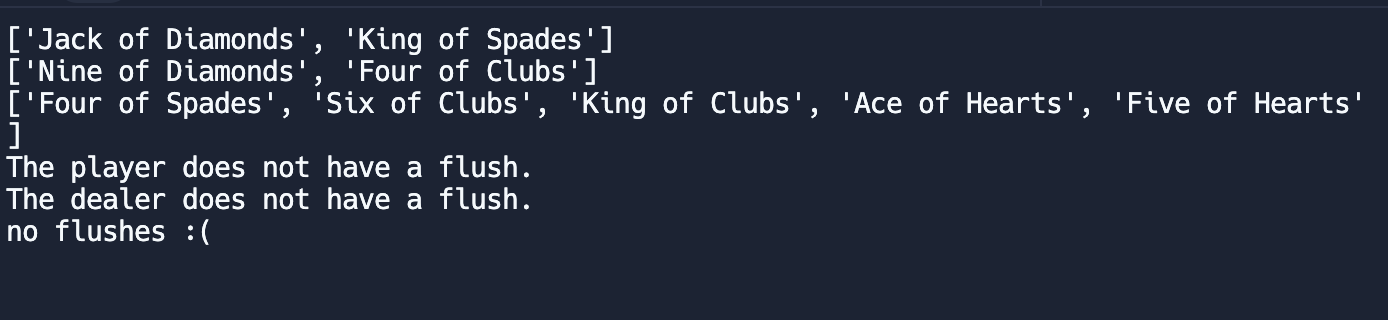 ['Jack of Diamonds', 'King of Spades']
['Nine of Diamonds', 'Four of Clubs']
['Four of Spades', 'Six of Clubs', 'King of Clubs', 'Ace of Hearts', 'Five of Hearts'
]
The player does not have a flush.
The dealer does not have a flush.
no flushes :(